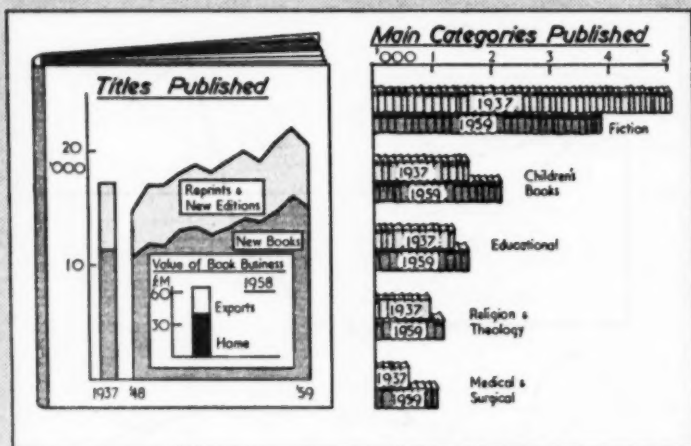 Titles Published
20
'000
10
Reprints &
New Editions
New Books
Value of Book Business
£M
1958
60
30
Exports
Home
1937
'48
'59
Main Categories Published
'000
1
2
3
4
5
1937
1959
Fiction
1937
1959
Children's
Books
1937
1959
Educational
1937
1959
Religion &
Theology
1937
1959
Medical &
Surgical